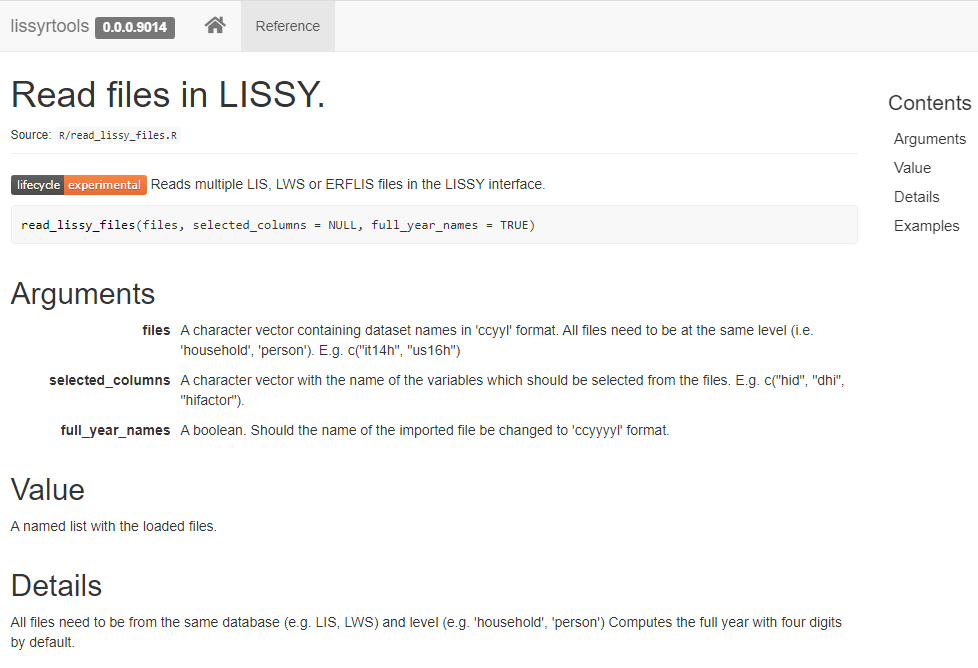 lissyrtools 0.0.0.9014 Reference
Read files in LISSY.
Source: R/read_lissy_files.R
lifecycle experimental Reads multiple LIS, LWS or ERFLIS files in the LISSY interface.
read_lissy_files(files, selected_columns = NULL, full_year_names = TRUE)
Arguments
files A character vector containing dataset names in 'ccyyl' format. All files need to be at the same level (i.e.
'household', 'person'). E.g. c("it14h", "us16h")
selected_columns A character vector with the name of the variables which should be selected from the files. E.g. c("hid", "dhi",
"hifactor").
full_year_names A boolean. Should the name of the imported file be changed to 'ccyyyyl' format.
Value
A named list with the loaded files.
Details
All files need to be from the same database (e.g. LIS, LWS) and level (e.g. 'household', 'person') Computes the full year with four digits
by default.
Contents
Arguments
Value
Details
Examples